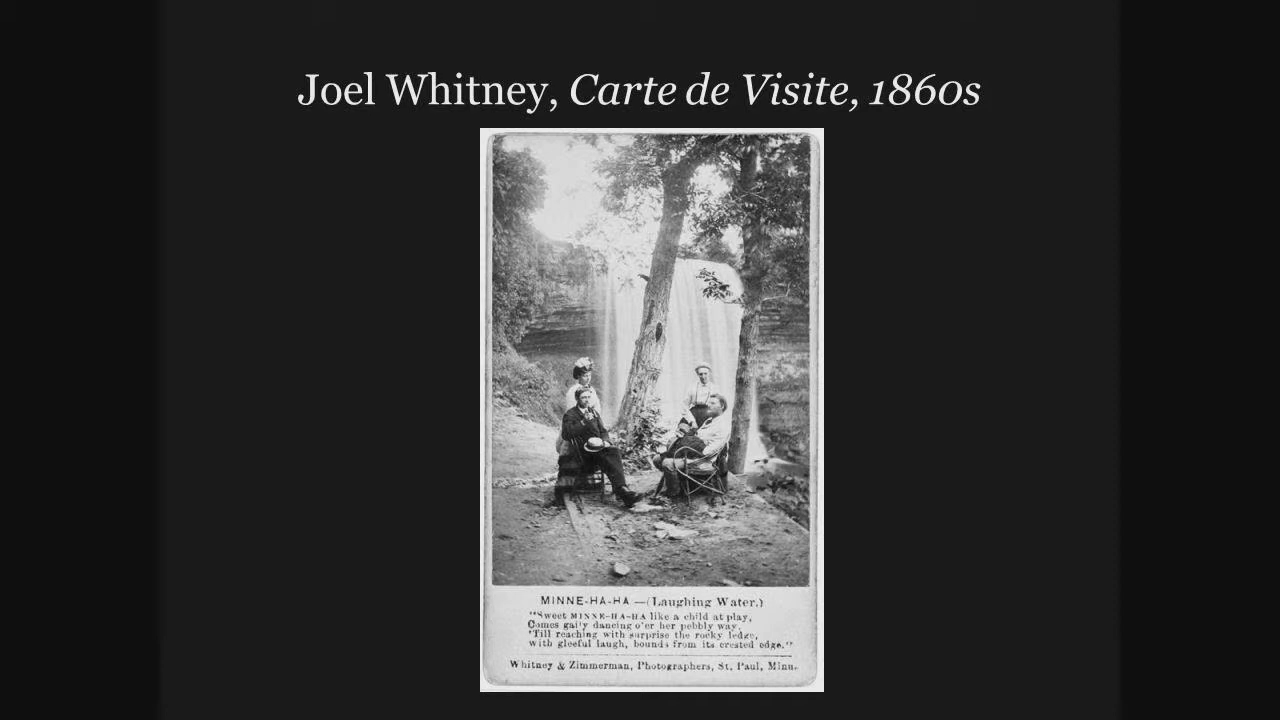 Joel Whitney, Carte de Visite, 1860s
MINNE-HA-HA —(Laughing Water.)
"Sweet MINNE-HA-HA like a child at play,
Comes gaily dancing o'er her pebbly way,
'Till reaching with surprise the rocky ledge,
with gleeful laugh, bounds from its crested edge."
Whitney & Zimmerman, Photographers, St. Paul, Minn.